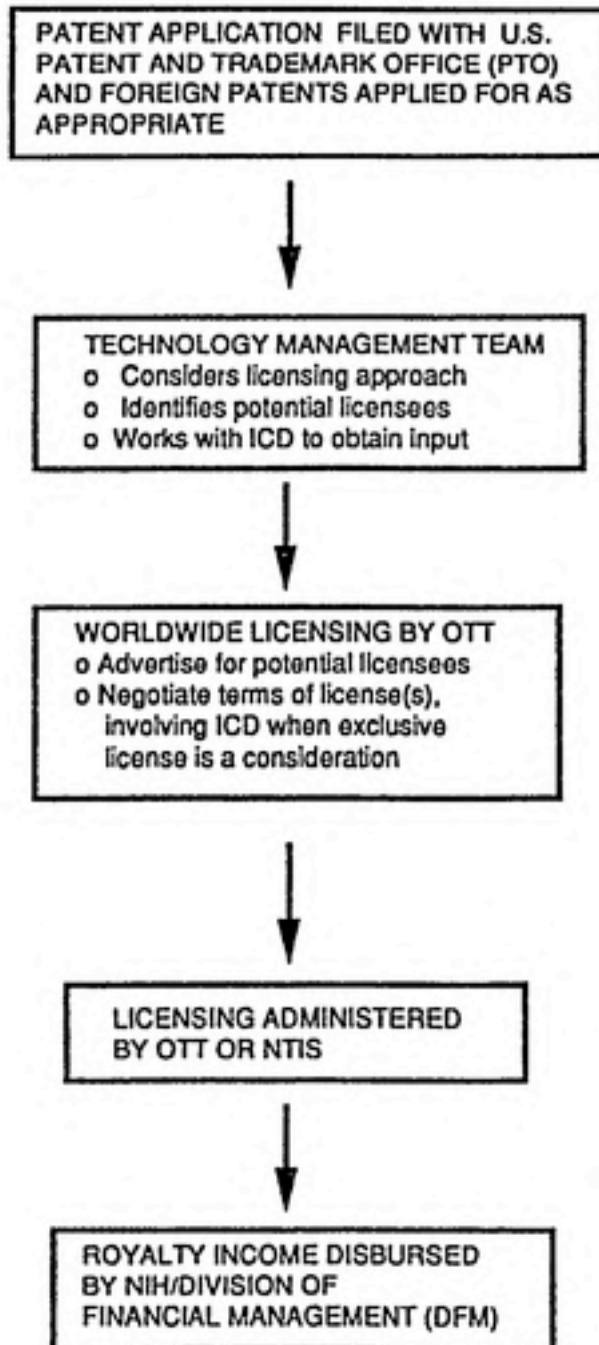 PATENT APPLICATION FILED WITH U.S.
PATENT AND TRADEMARK OFFICE (PTO)
AND FOREIGN PATENTS APPLIED FOR AS
APPROPRIATE
TECHNOLOGY MANAGEMENT TEAM
o Considers licensing approach
o Identifies potential licensees
o Works with ICD to obtain input
WORLDWIDE LICENSING BY OTT
o Advertise for potential licensees
o Negotiate terms of license(s),
involving ICD when exclusive
license is a consideration
LICENSING ADMINISTERED
BY OTT OR NTIS
ROYALTY INCOME DISBURSED
BY NIH/DIVISION OF
FINANCIAL MANAGEMENT (DFM)